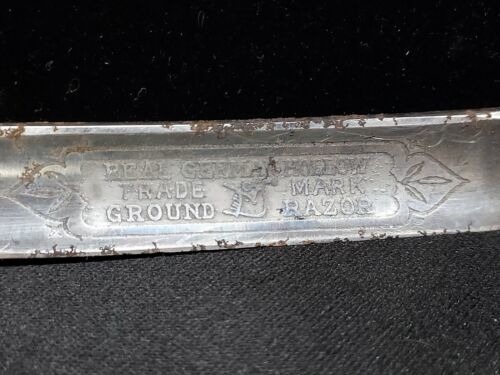 REAL GERMAN HOLLOW
TRADE MARK
GROUND RAZOR